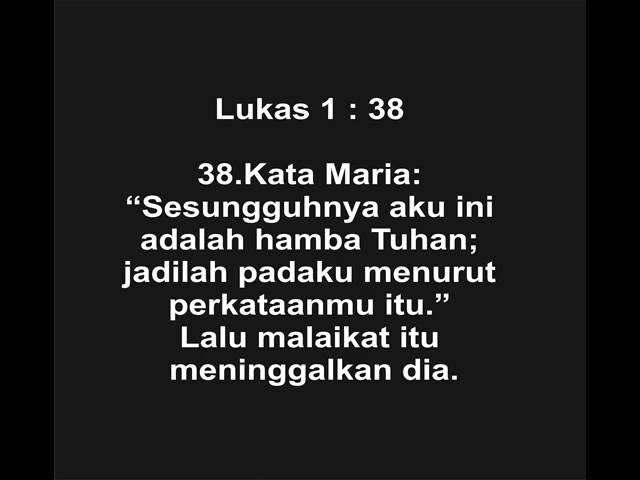 Lukas 1 : 38
38.Kata Maria:
“Sesungguhnya aku ini
adalah hamba Tuhan;
jadilah padaku menurut
perkataanmu itu.”
Lalu malaikat itu
meninggalkan dia.